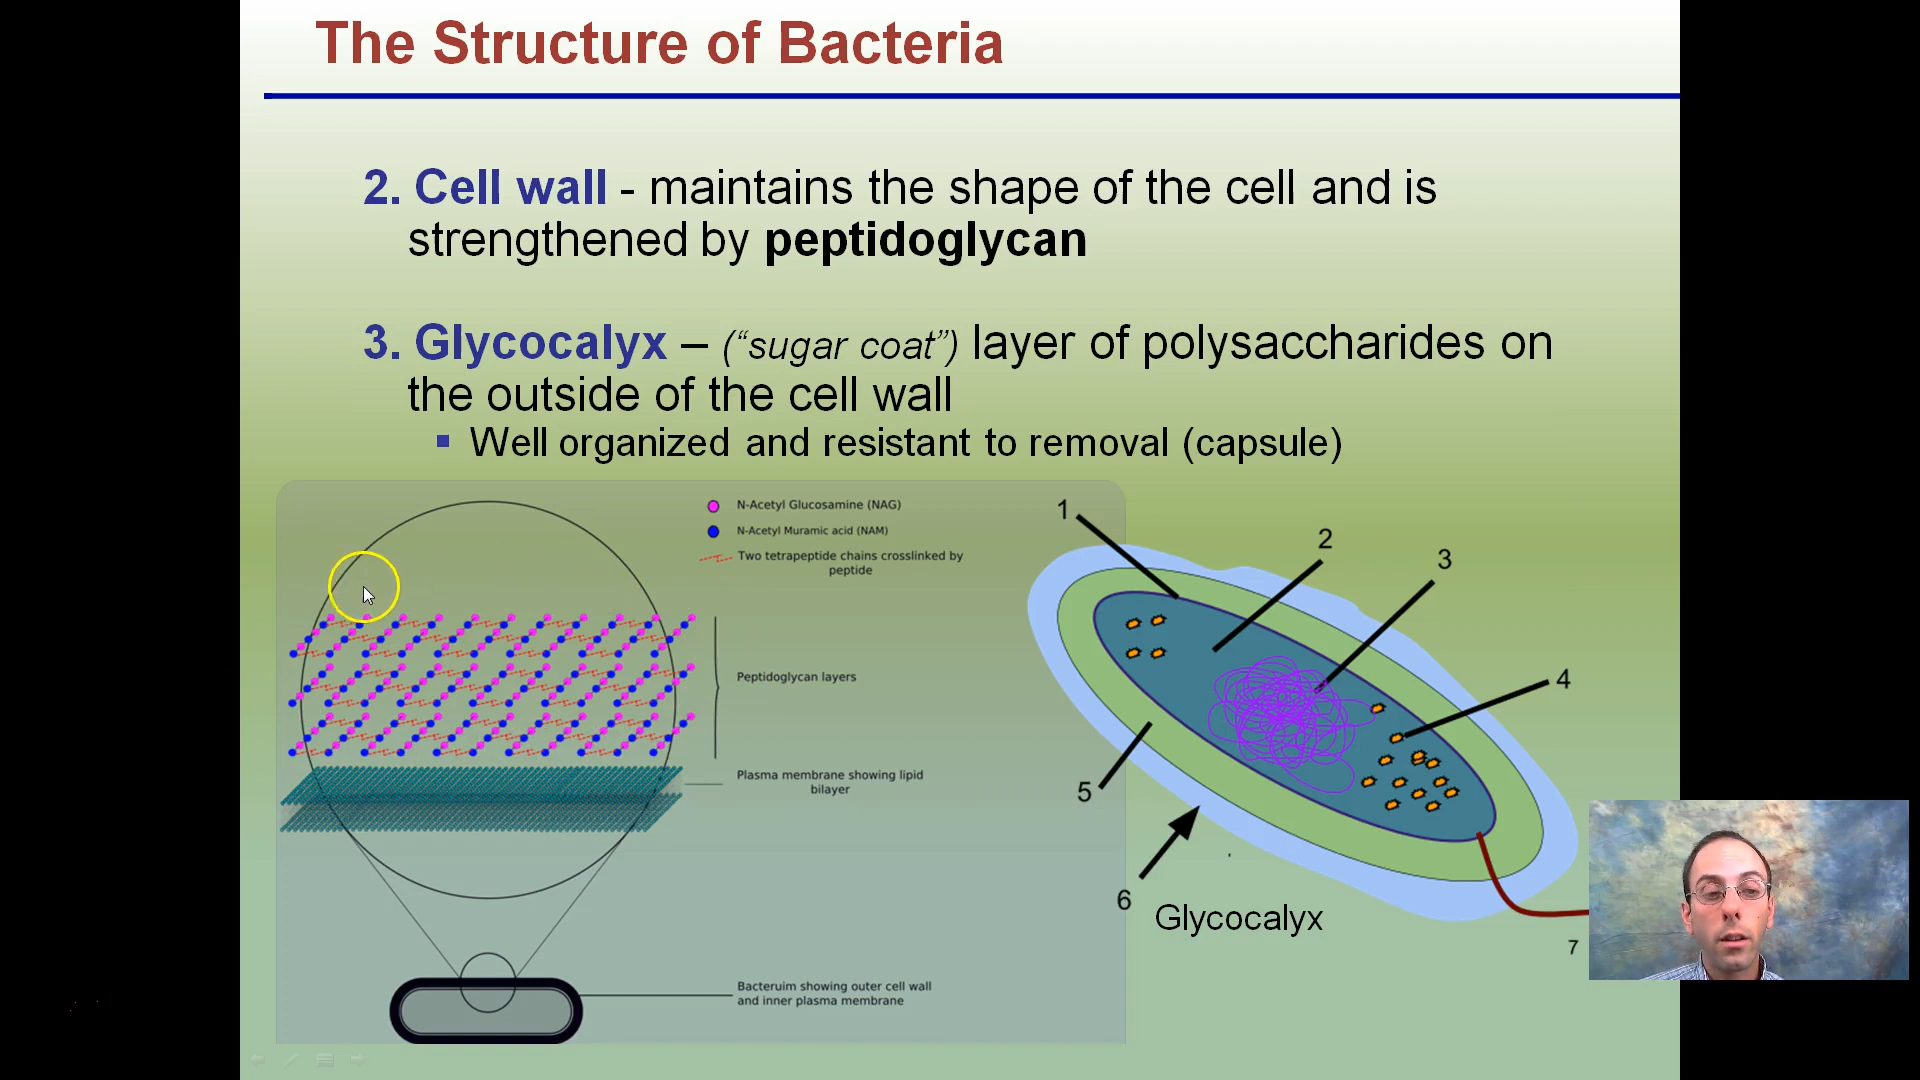 The Structure of Bacteria
2. Cell wall - maintains the shape of the cell and is
strengthened by peptidoglycan
3. Glycocalyx – (“sugar coat”) layer of polysaccharides on
the outside of the cell wall
▪ Well organized and resistant to removal (capsule)
N-Acetyl Glucosamine (NAG)
N-Acetyl Muramic acid (NAM)
Two tetrapeptide chains crosslinked by
peptide
Peptidoglycan layers
Plasma membrane showing lipid
bilayer
Bacteruim showing outer cell wall
and inner plasma membrane
1
2
3
4
5
6
Glycocalyx
7